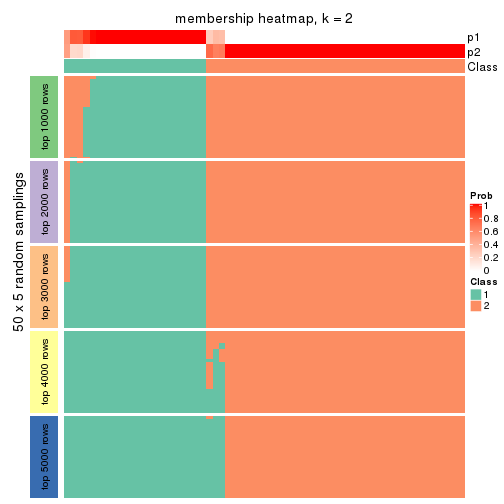 membership heatmap, k = 2
p1
p2
Class
50 x 5 random samplings
top 1000 rows
top 2000 rows
top 3000 rows
top 4000 rows
top 5000 rows
Prob
1
0.8
0.6
0.4
0.2
0
Class
1
2